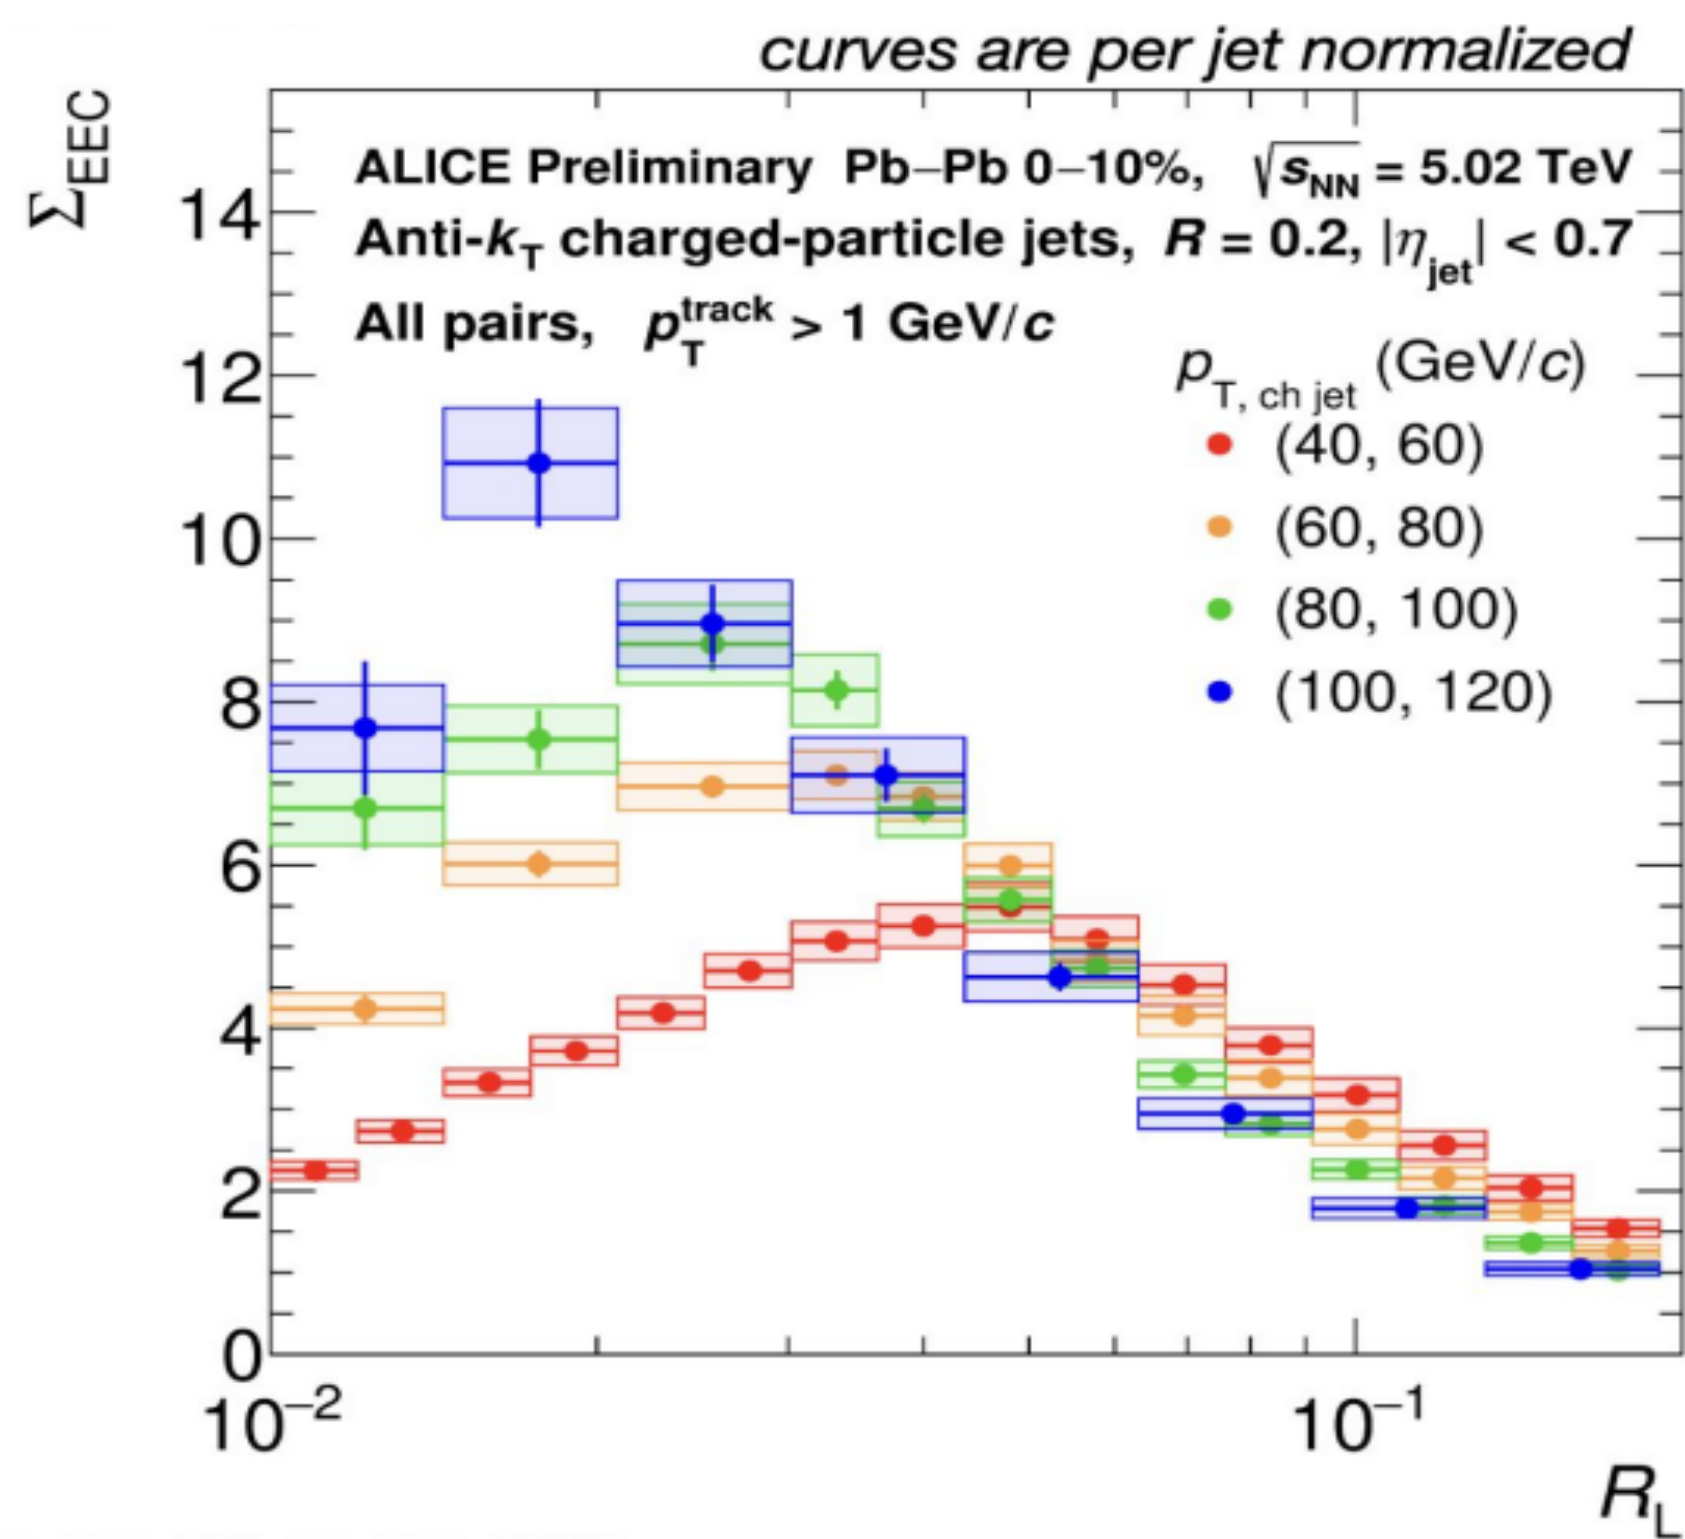 curves are per jet normalized
Σ_EEC
ALICE Preliminary Pb–Pb 0–10%, √s_NN = 5.02 TeV
Anti-k_T charged-particle jets, R = 0.2, |η_jet| < 0.7
All pairs, p_T^track > 1 GeV/c
p_T, ch jet (GeV/c)
(40, 60)
(60, 80)
(80, 100)
(100, 120)
14
12
10
8
6
4
2
0
10^−2
10^−1
R_L